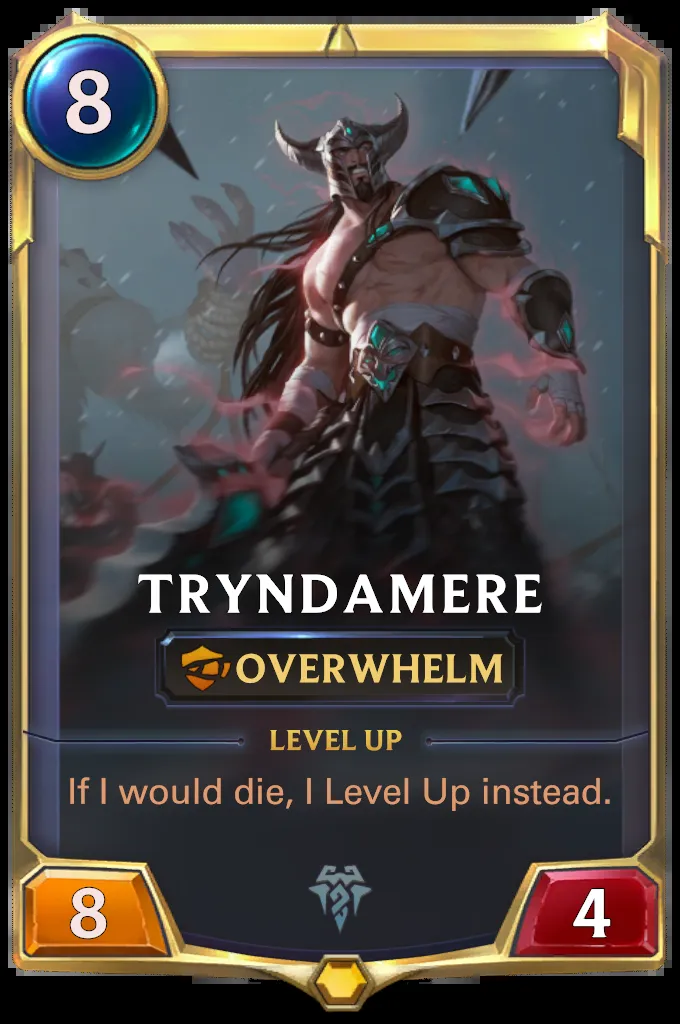 8
TRYNDAMERE
OVERWHELM
LEVEL UP
If I would die, I Level Up instead.
8
4